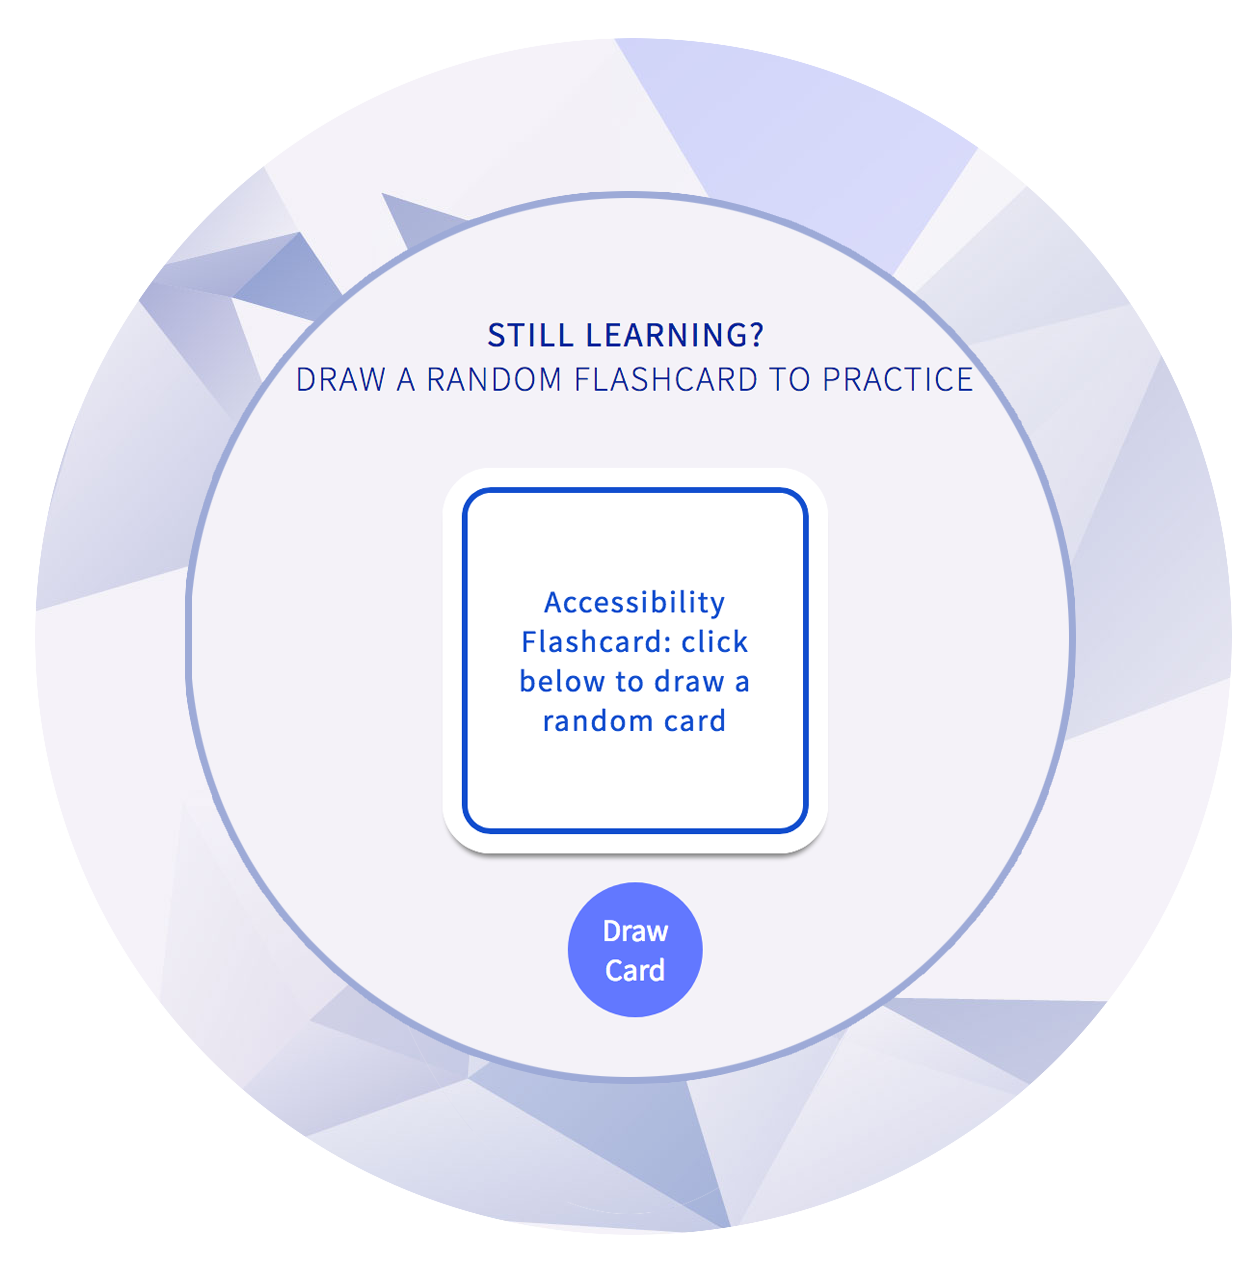 STILL LEARNING?
DRAW A RANDOM FLASHCARD TO PRACTICE
Accessibility
Flashcard: click
below to draw a
random card
Draw
Card